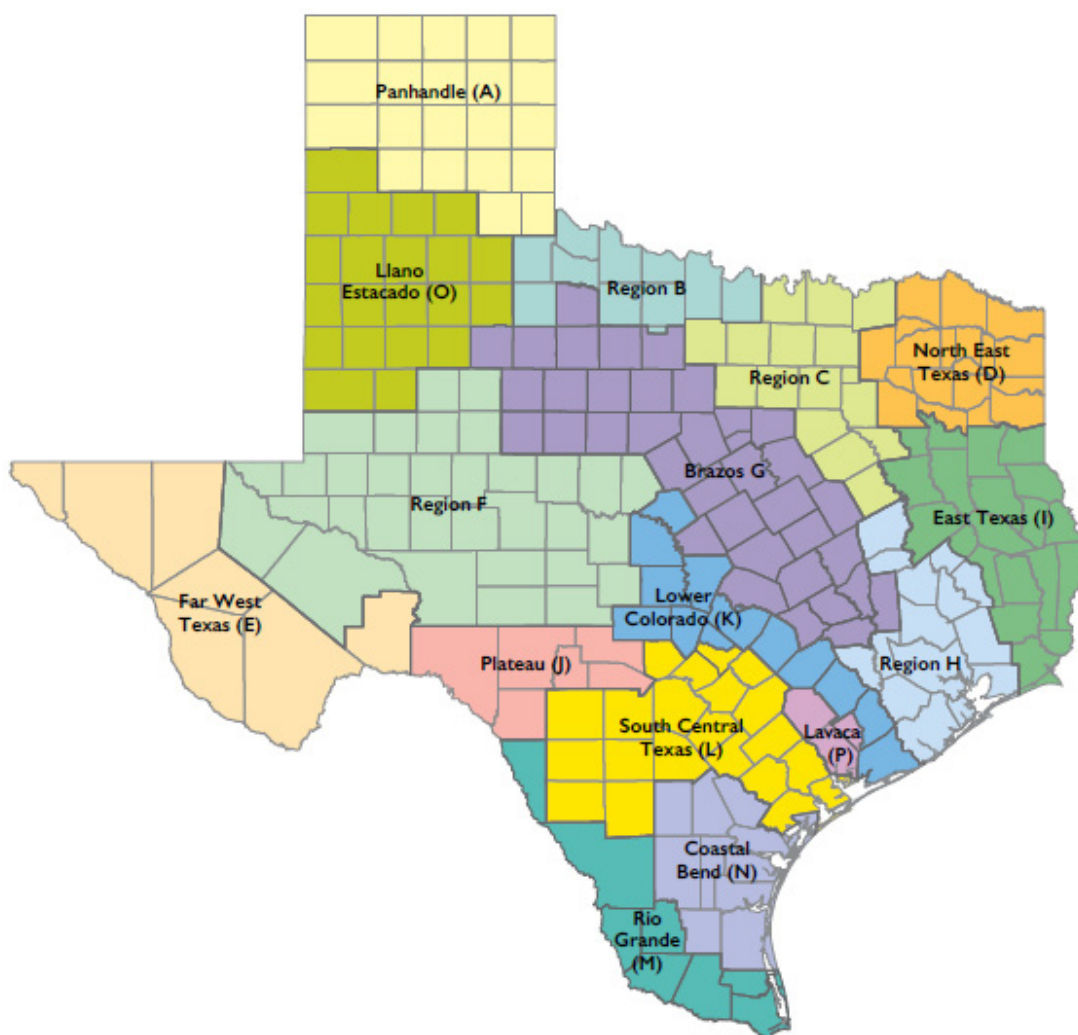 Panhandle (A)
Llano
Estacado (O)
Region B
North East
Texas (D)
Region C
Brazos G
Region F
East Texas (I)
Far West
Texas (E)
Lower
Colorado (K)
Plateau (J)
Region H
South Central
Texas (L)
Lavaca
(P)
Coastal
Bend (N)
Rio
Grande
(M)